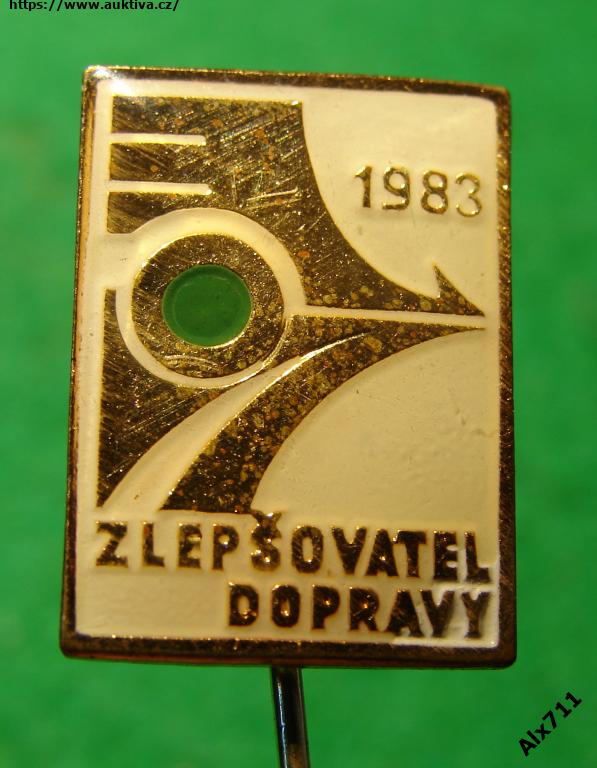 https://www.auktiva.cz/
1983
ZLEPŠOVATEL
DOPRAVY
Alx711